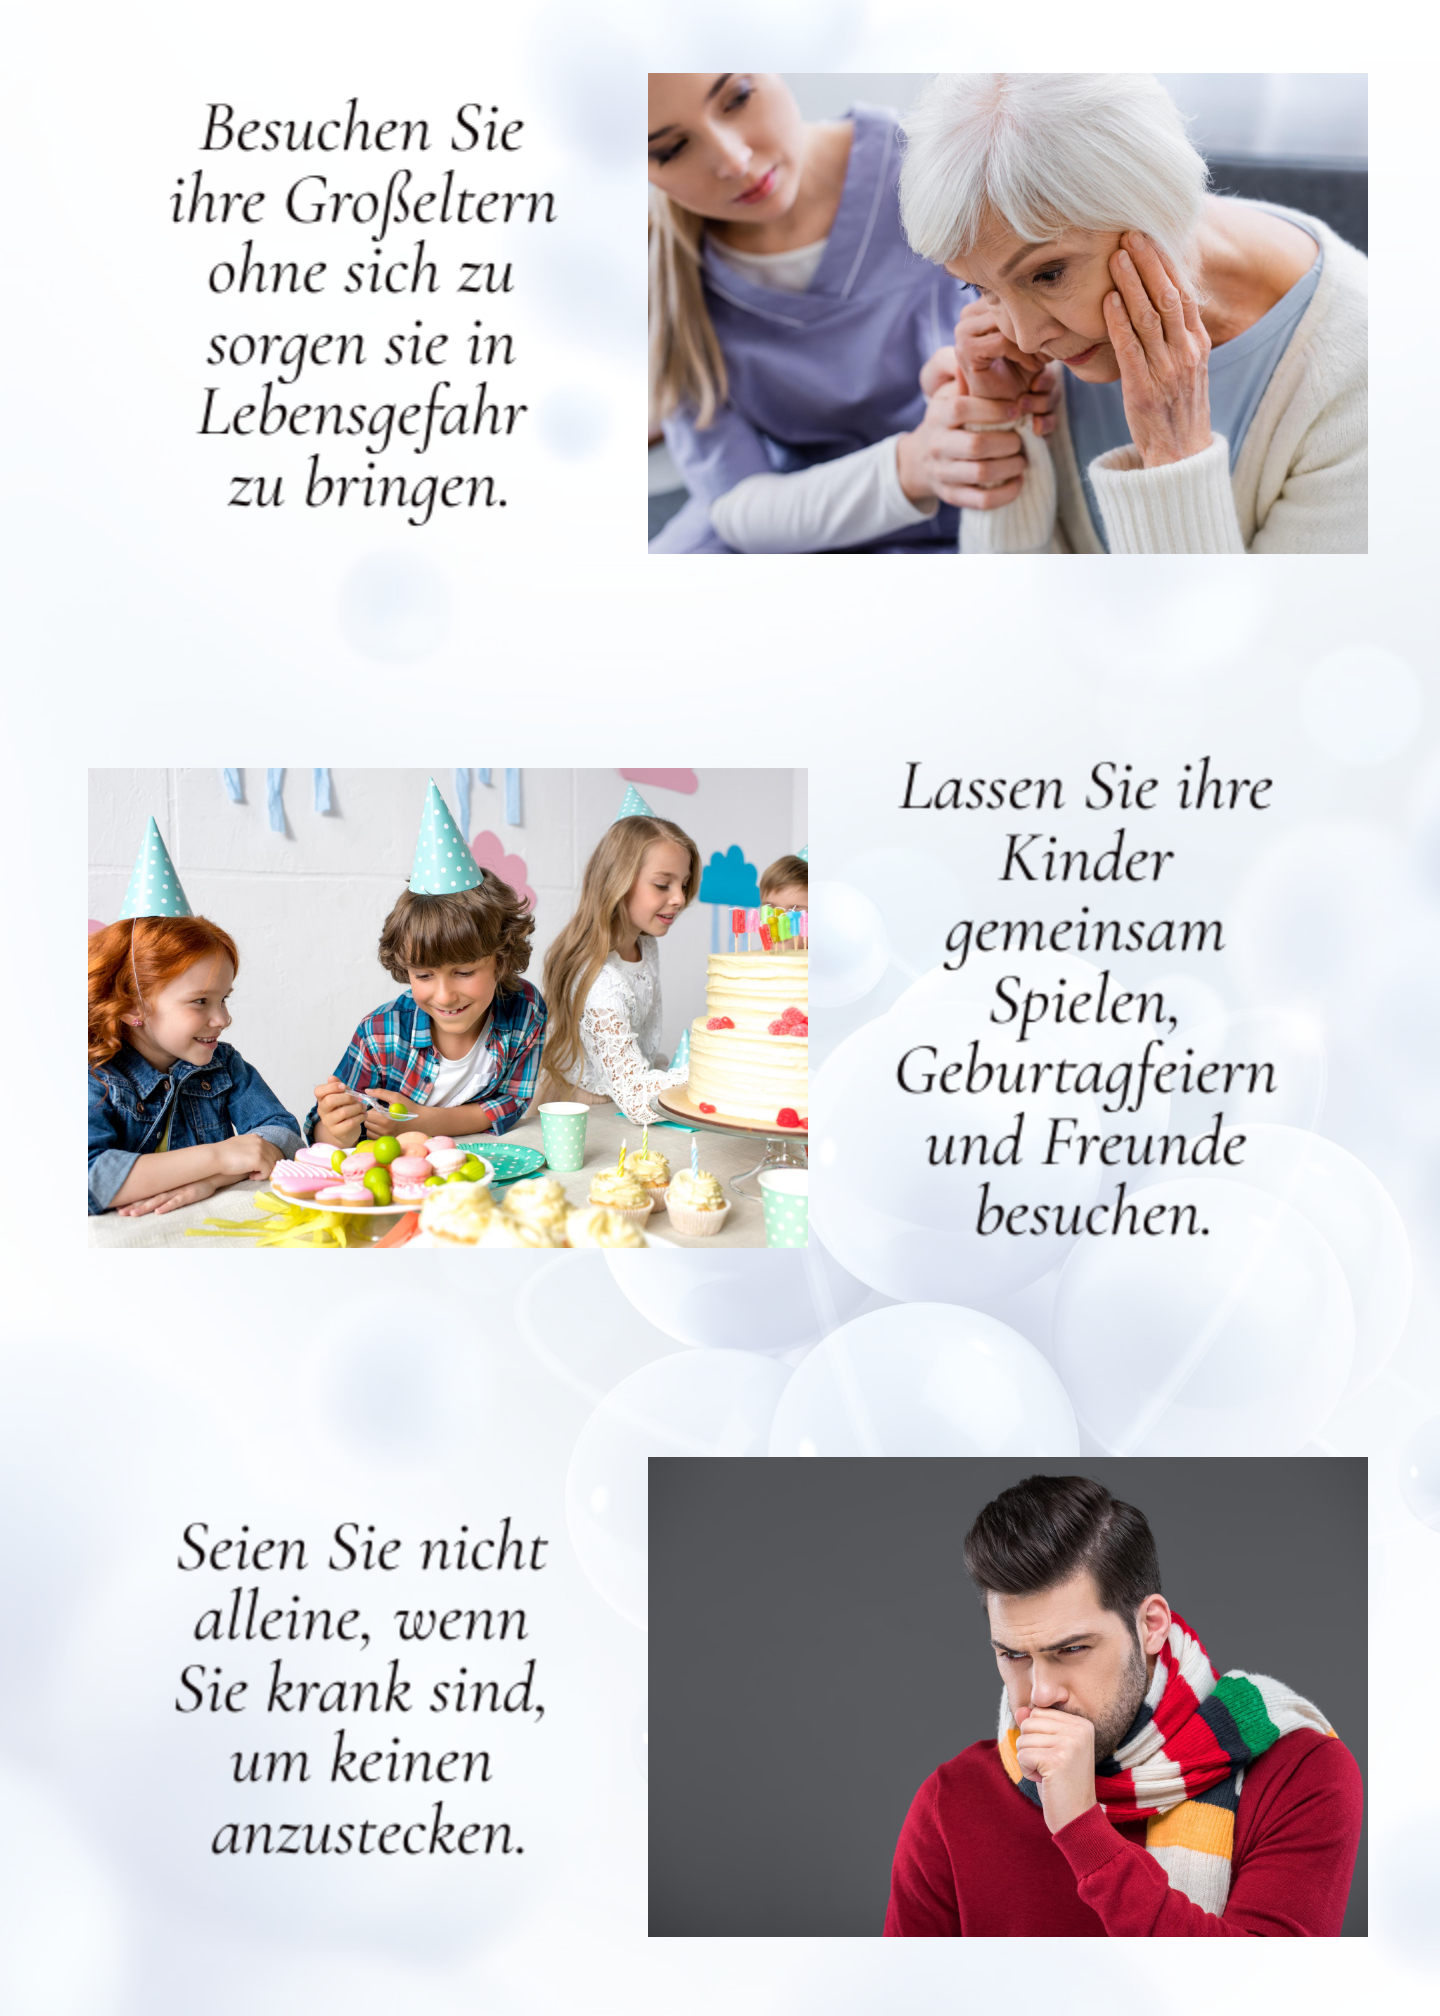 Besuchen Sie
ihre Großeltern
ohne sich zu
sorgen sie in
Lebensgefahr
zu bringen.
Lassen Sie ihre
Kinder
gemeinsam
Spielen,
Geburtagfeiern
und Freunde
besuchen.
Seien Sie nicht
alleine, wenn
Sie krank sind,
um keinen
anzustecken.